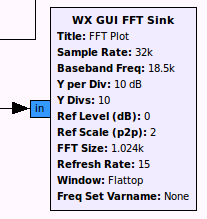 WX GUI FFT Sink
Title: FFT Plot
Sample Rate: 32k
Baseband Freq: 18.5k
in
Y per Div: 10 dB
Y Divs: 10
Ref Level (dB): 0
Ref Scale (p2p): 2
FFT Size: 1.024k
Refresh Rate: 15
Window: Flattop
Freq Set Varname: None